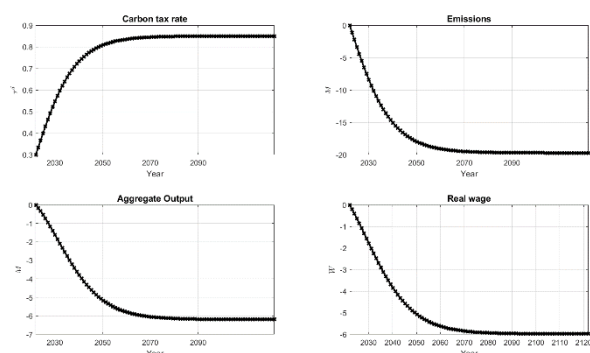 Carbon tax rate
0.9
0.8
0.7
0.6
0.5
0.4
0.3
2030 2050 2070 2090
Year
Emissions
0
-5
-10
-15
-20
2030 2050 2070 2090
Year
Aggregate Output
0
-1
-2
-3
-4
-5
-6
-7
2030 2050 2070 2090
Year
Real wage
0
-1
-2
-3
-4
-5
-6
W
2030 2040 2050 2060 2070 2080 2090 2100 2110 2120
Year